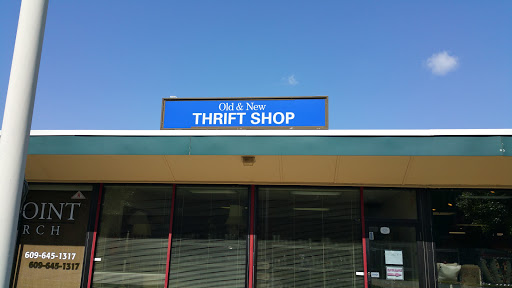 Old & New
THRIFT SHOP
OINT
RCH
609-645-1317
609-645-1317